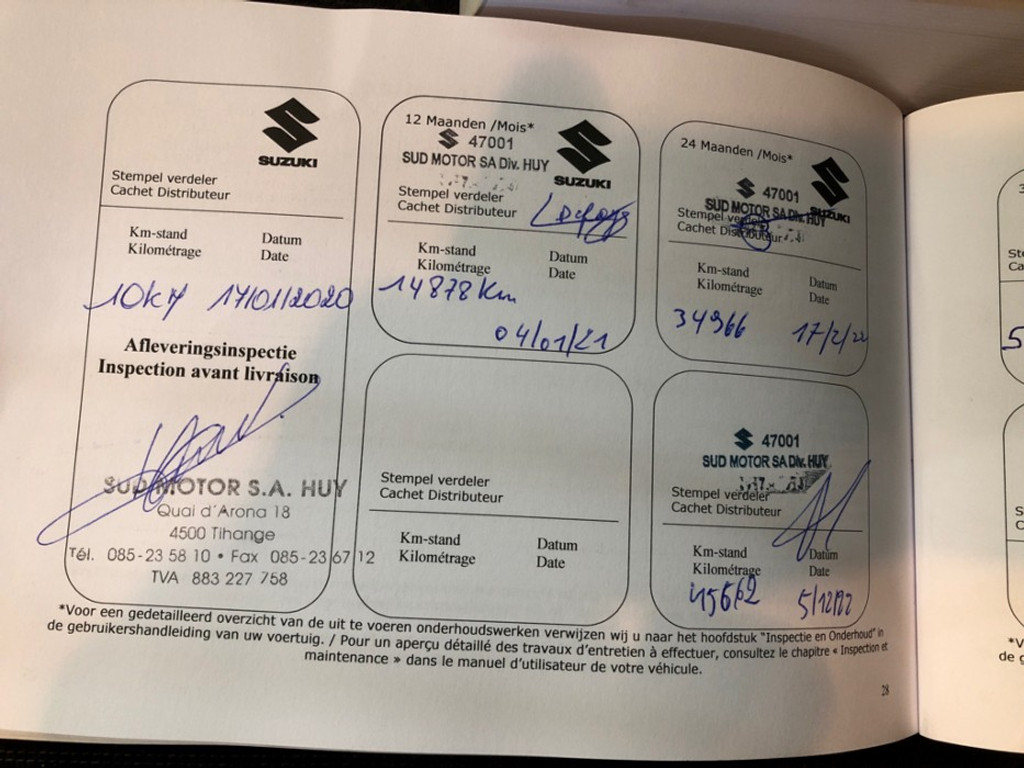 SUZUKI
Stempel verdeler
Cachet Distributeur
Km-stand Datum
Kilométrage Date
10km 17/01/2020
Afleveringsinspectie
Inspection avant livraison
SUD MOTOR S.A. HUY
Quai d'Arona 18
4500 Tihange
Tél. 085-23 58 10 • Fax 085-23 67 12
TVA 883 227 758
12 Maanden /Mois*
47001
SUD MOTOR SA Div. HUY
SUZUKI
Stempel verdeler
Cachet Distributeur
Km-stand Datum
Kilométrage Date
14878 Km
04/01/21
24 Maanden /Mois*
47001
SUD MOTOR SA Div. HUY
SUZUKI
Stempel verdeler
Cachet Distributeur
Km-stand Datum
Kilométrage Date
34966 17/2/22
Stempel verdeler
Cachet Distributeur
Km-stand Datum
Kilométrage Date
47001
SUD MOTOR SA Div. HUY
Stempel verdeler
Cachet Distributeur
Km-stand Datum
Kilométrage Date
45662 5/12/22
*Voor een gedetailleerd overzicht van de uit te voeren onderhoudswerken verwijzen wij u naar het hoofdstuk "Inspectie en Onderhoud" in
de gebruikershandleiding van uw voertuig. / Pour un aperçu détaillé des travaux d'entretien à effectuer, consultez le chapitre « Inspection et
maintenance » dans le manuel d'utilisateur de votre véhicule.
28